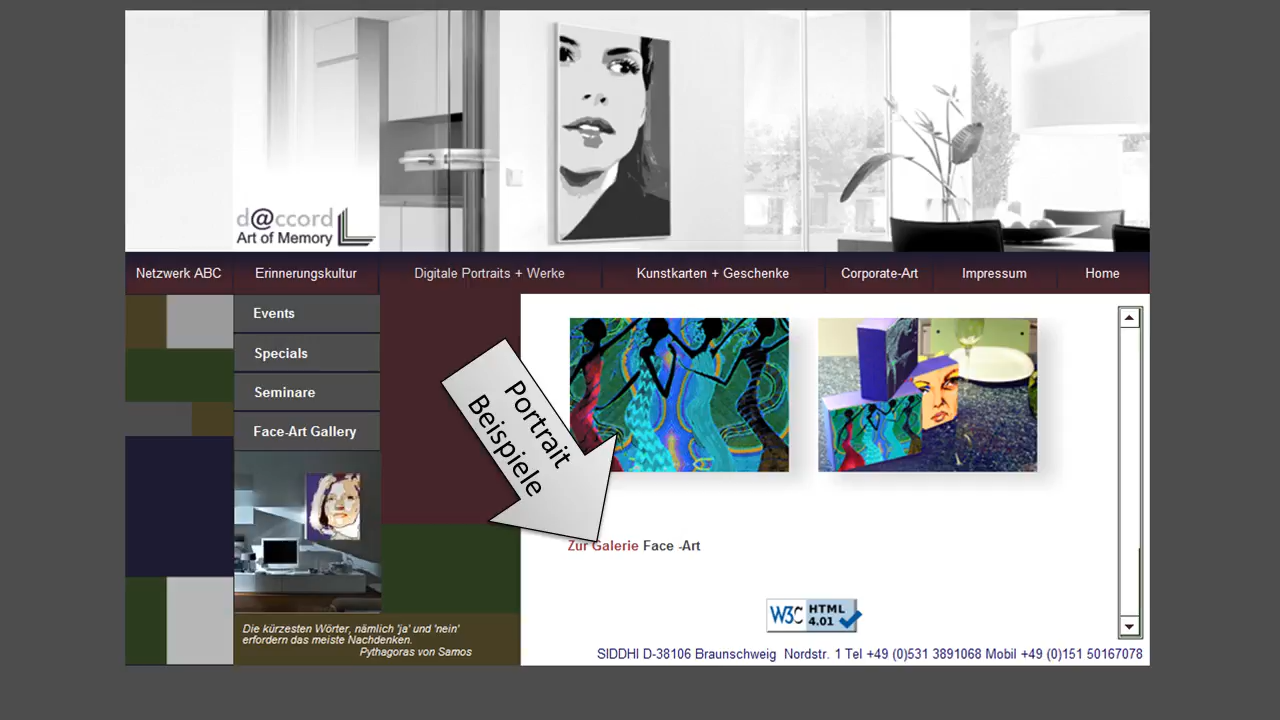 d@ccord
Art of Memory
Netzwerk ABC
Erinnerungskultur
Digitale Portraits + Werke
Kunstkarten + Geschenke
Corporate-Art
Impressum
Home
Events
Specials
Seminare
Face-Art Gallery
Portrait
Beispiele
Zur Galerie Face -Art
W3C HTML
4.01
Die kürzesten Wörter, nämlich 'ja' und 'nein'
erfordern das meiste Nachdenken.
Pythagoras von Samos
SIDDHI D-38106 Braunschweig Nordstr. 1 Tel +49 (0)531 3891068 Mobil +49 (0)151 50167078